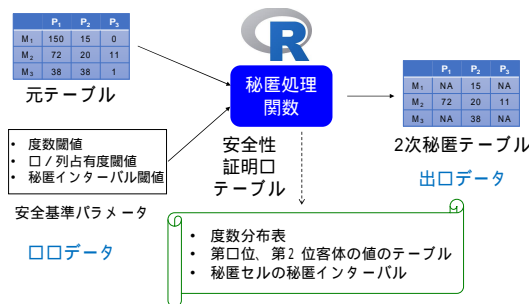 P1 P2 P3
M1 150 15 0
M2 72 20 11
M3 38 38 1
元テーブル
R
秘匿処理
関数
P1 P2 P3
M1 NA 15 NA
M2 72 20 11
M3 NA 38 NA
2次秘匿テーブル
出口データ
• 度数閾値
• 口/列占有度閾値
• 秘匿インターバル閾値
安全基準パラメータ
口口データ
安全性
証明口
テーブル
• 度数分布表
• 第口位、第2 位客体の値のテーブル
• 秘匿セルの秘匿インターバル